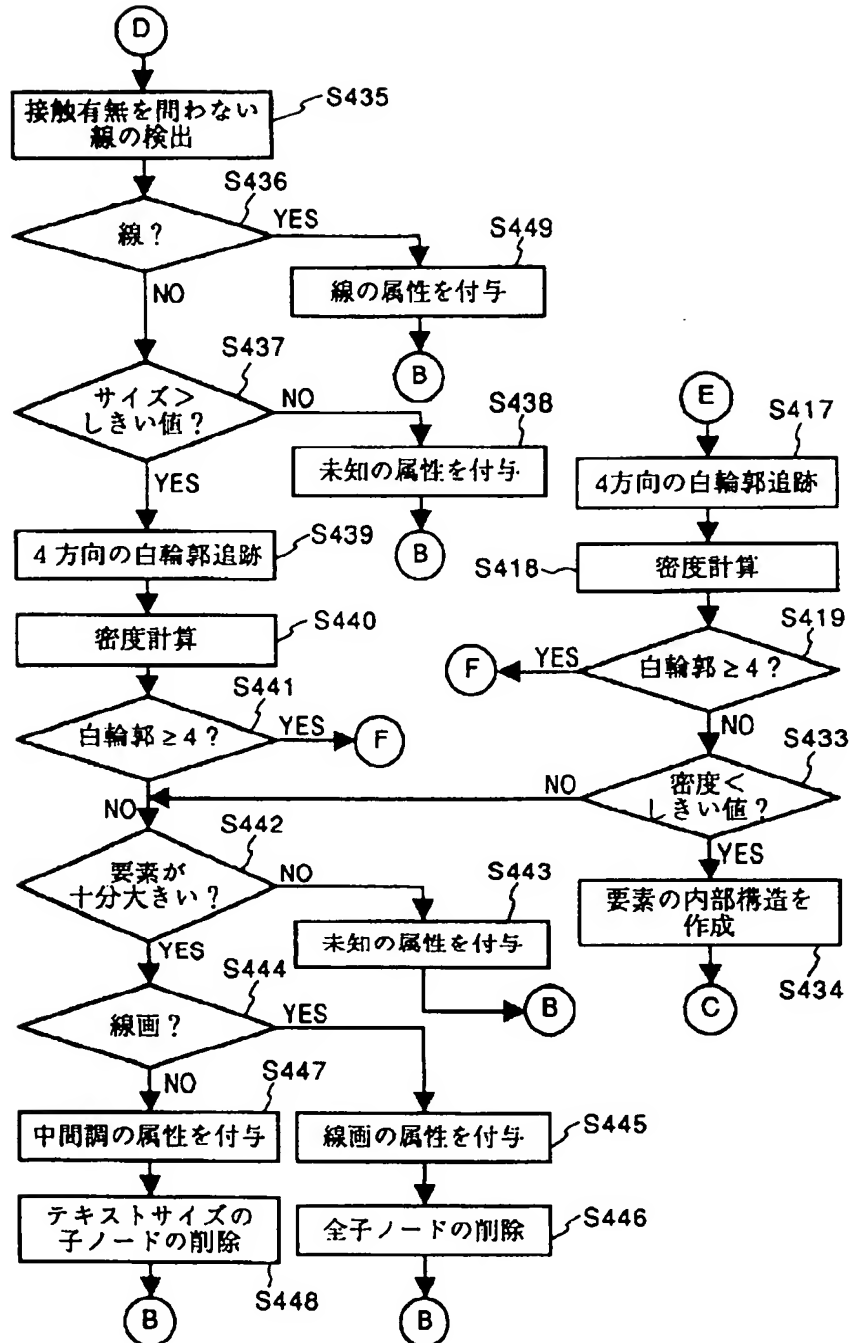 D
接触有無を問わない
線の検出
S435
S436
線?
YES
NO
S449
線の属性を付与
B
S437
サイズ>
しきい値?
NO
YES
S438
未知の属性を付与
B
S439
4方向の白輪郭追跡
S440
密度計算
S441
白輪郭≥4?
YES
F
NO
S442
要素が
十分大きい?
NO
YES
S443
未知の属性を付与
B
S444
線画?
YES
NO
S447
中間調の属性を付与
テキストサイズの
子ノードの削除
S448
B
線画の属性を付与
S445
全子ノードの削除
S446
B
E
S417
4方向の白輪郭追跡
S418
密度計算
S419
白輪郭≥4?
YES
F
NO
S433
密度<
しきい値?
NO
YES
要素の内部構造を
作成
S434
C